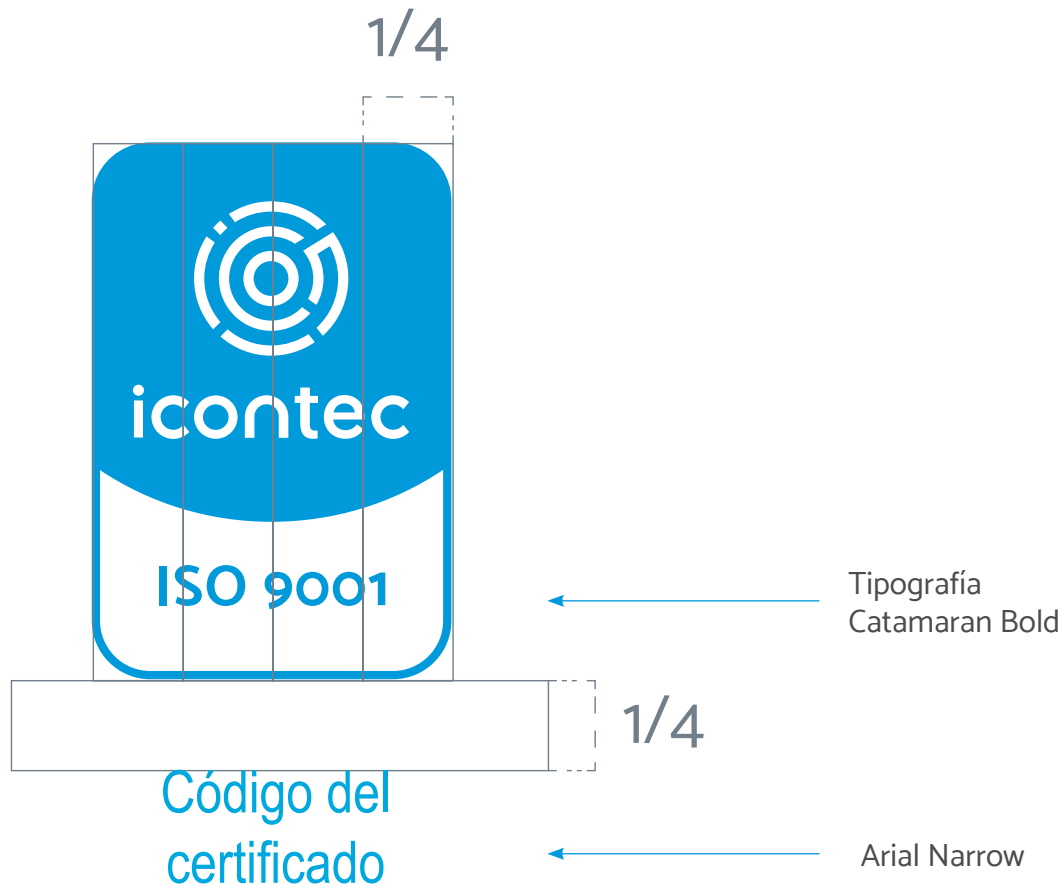 1/4
icontec
ISO 9001
Tipografía
Catamaran Bold
1/4
Código del
certificado
Arial Narrow